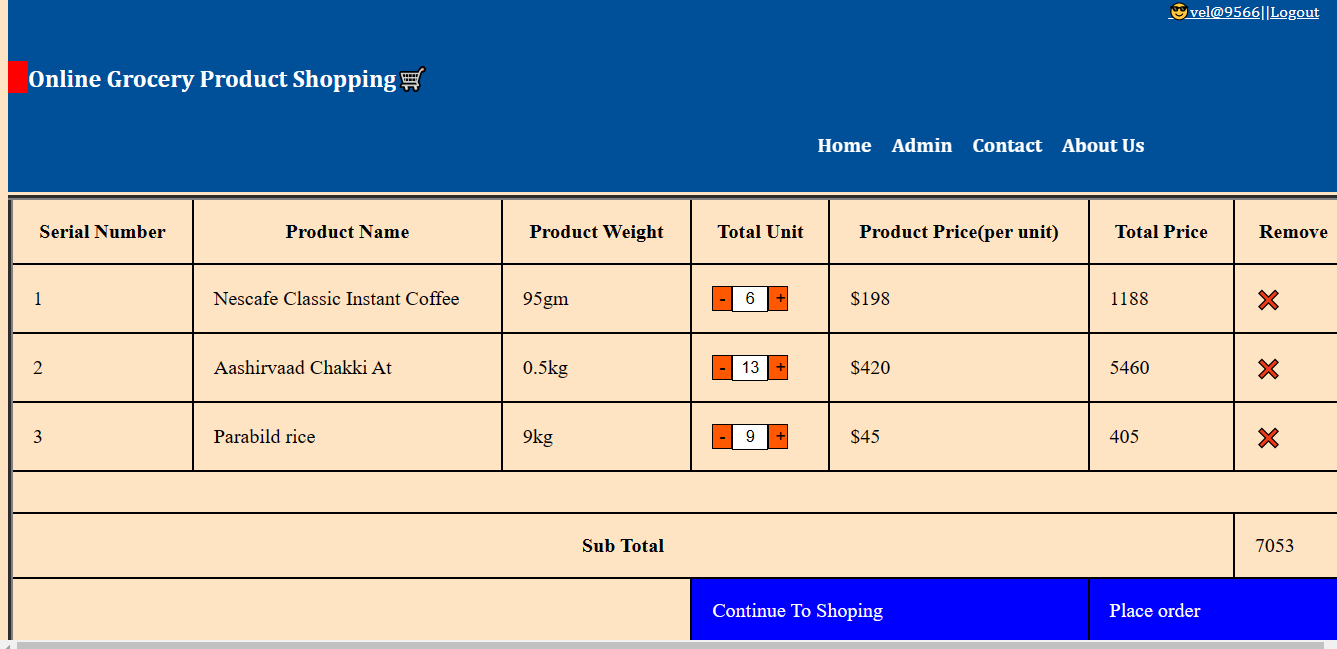 😎vel@9566||Logout
Online Grocery Product Shopping🛒
Home Admin Contact About Us
Serial Number Product Name Product Weight Total Unit Product Price(per unit) Total Price Remove
1 Nescafe Classic Instant Coffee 95gm - 6 + $198 1188 ❌
2 Aashirvaad Chakki At 0.5kg - 13 + $420 5460 ❌
3 Parabild rice 9kg - 9 + $45 405 ❌
Sub Total 7053
Continue To Shoping Place order